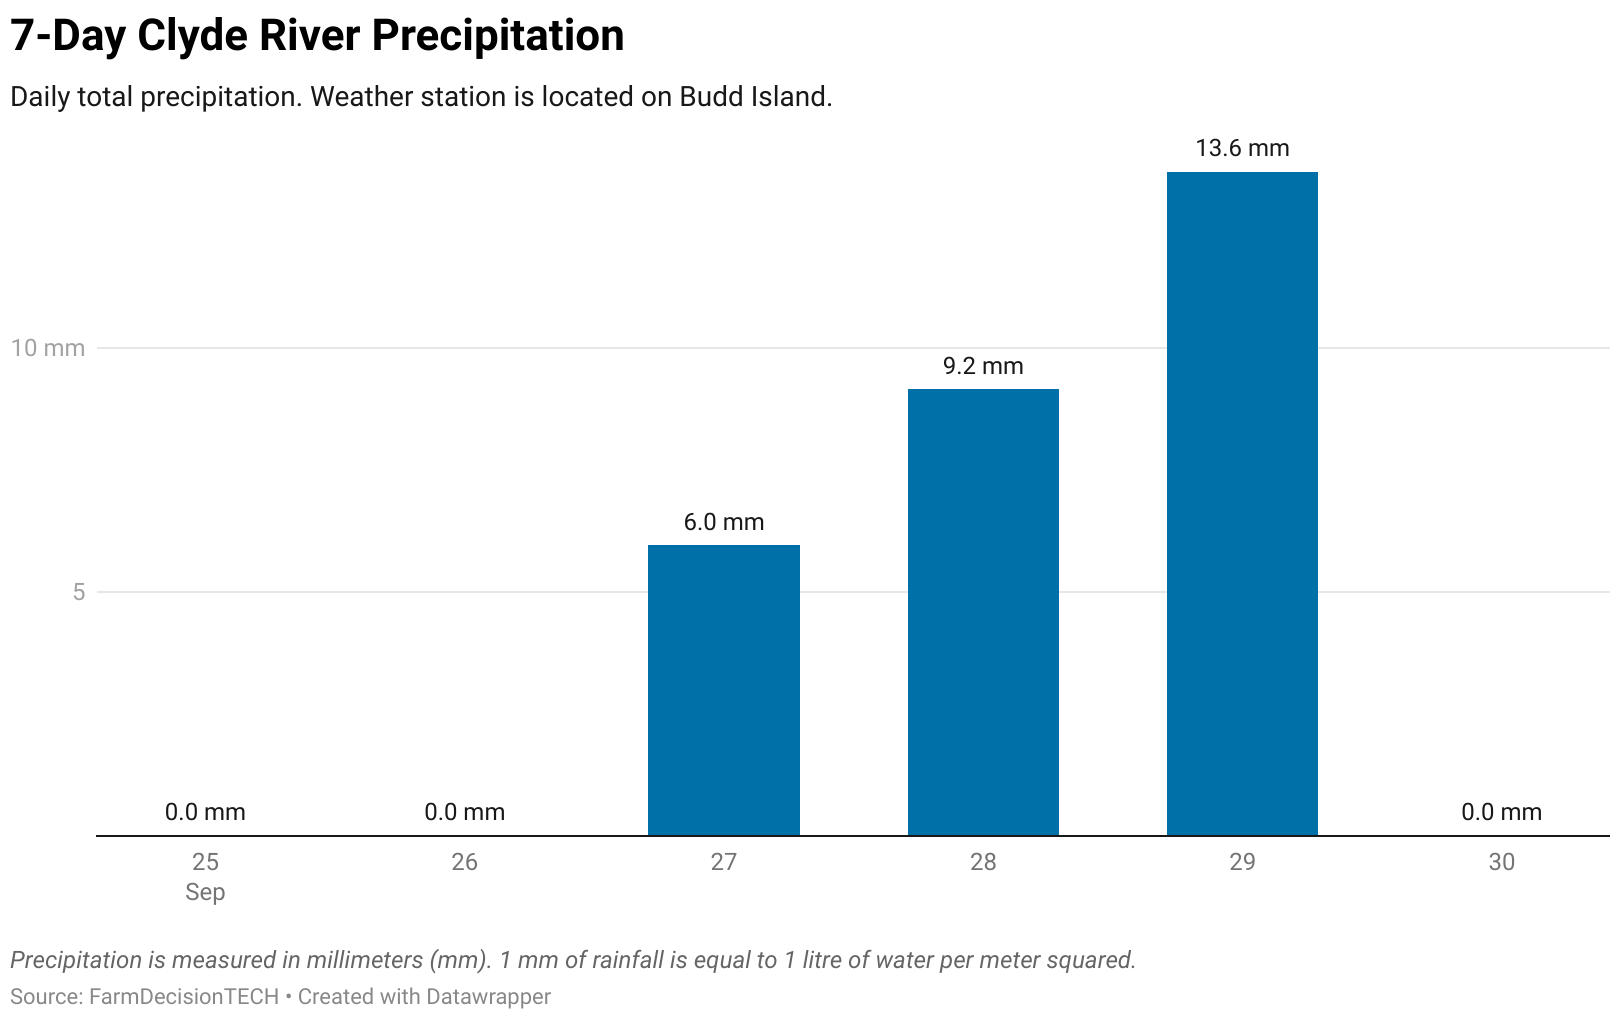 7-Day Clyde River Precipitation
Daily total precipitation. Weather station is located on Budd Island.
13.6 mm
10 mm
9.2 mm
6.0 mm
5
0.0 mm 0.0 mm 0.0 mm
25 26 27 28 29 30
Sep
Precipitation is measured in millimeters (mm). 1 mm of rainfall is equal to 1 litre of water per meter squared.
Source: FarmDecisionTECH • Created with Datawrapper